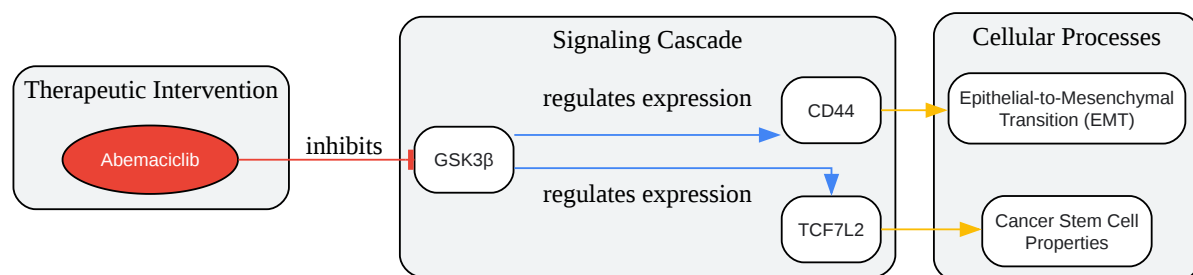 Therapeutic Intervention
Abemaciclib
inhibits
Signaling Cascade
GSK3β
regulates expression
regulates expression
CD44
TCF7L2
Cellular Processes
Epithelial-to-Mesenchymal
Transition (EMT)
Cancer Stem Cell
Properties